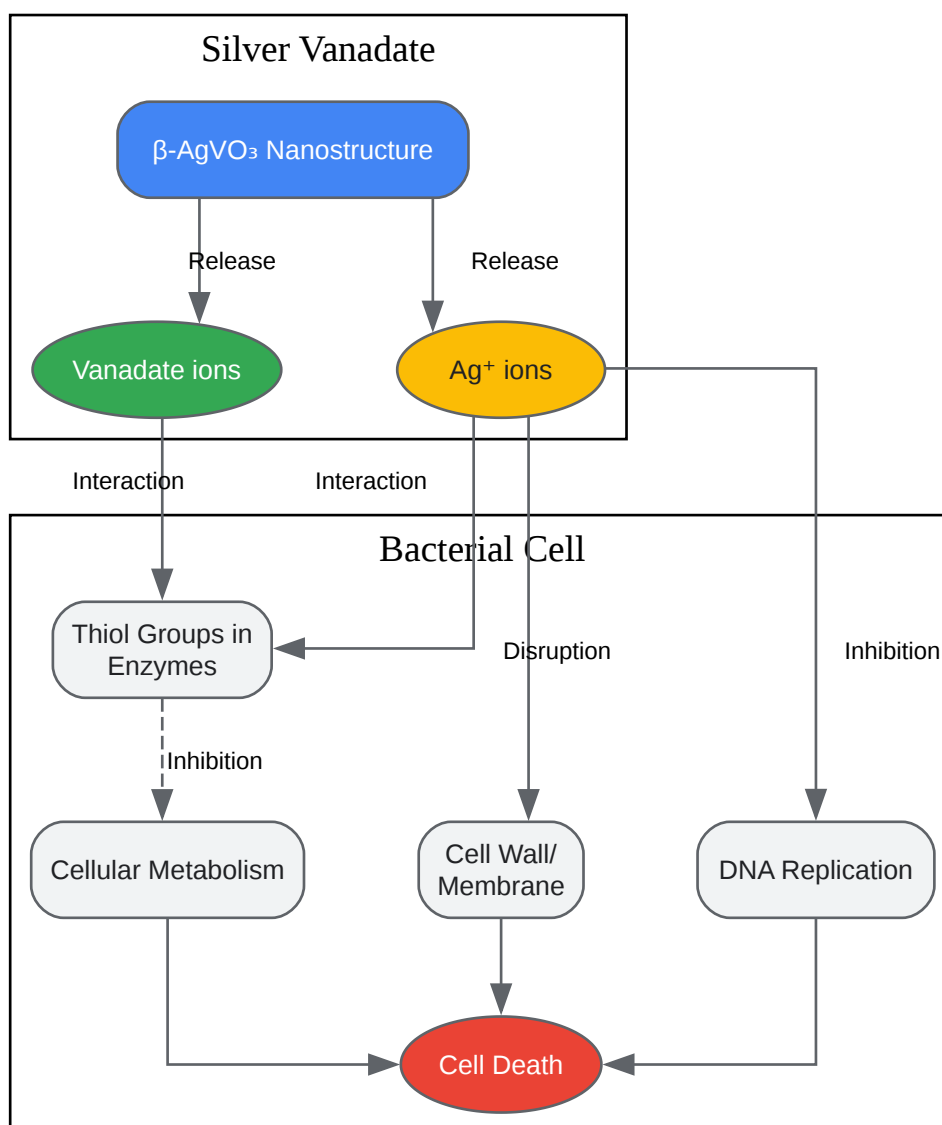 Silver Vanadate
β-AgVO₃ Nanostructure
Release
Release
Vanadate ions
Ag⁺ ions
Interaction
Interaction
Bacterial Cell
Thiol Groups in
Enzymes
Disruption
Inhibition
Inhibition
Cellular Metabolism
Cell Wall/
Membrane
DNA Replication
Cell Death